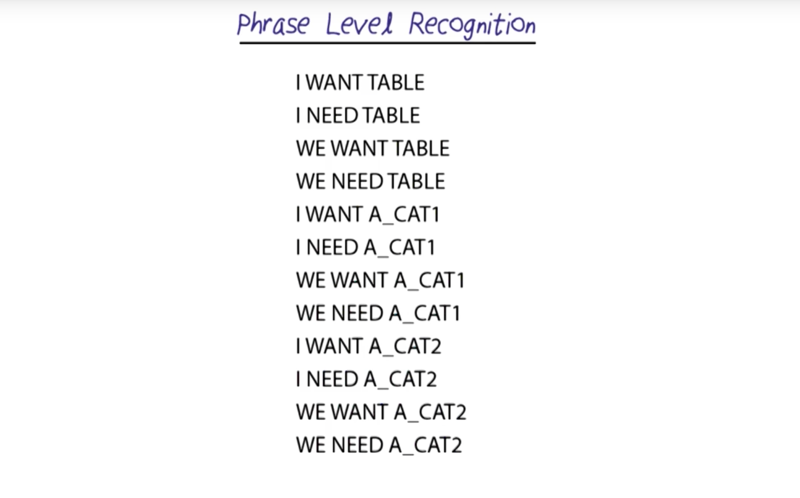 Phrase Level Recognition
I WANT TABLE
I NEED TABLE
WE WANT TABLE
WE NEED TABLE
I WANT A_CAT1
I NEED A_CAT1
WE WANT A_CAT1
WE NEED A_CAT1
I WANT A_CAT2
I NEED A_CAT2
WE WANT A_CAT2
WE NEED A_CAT2